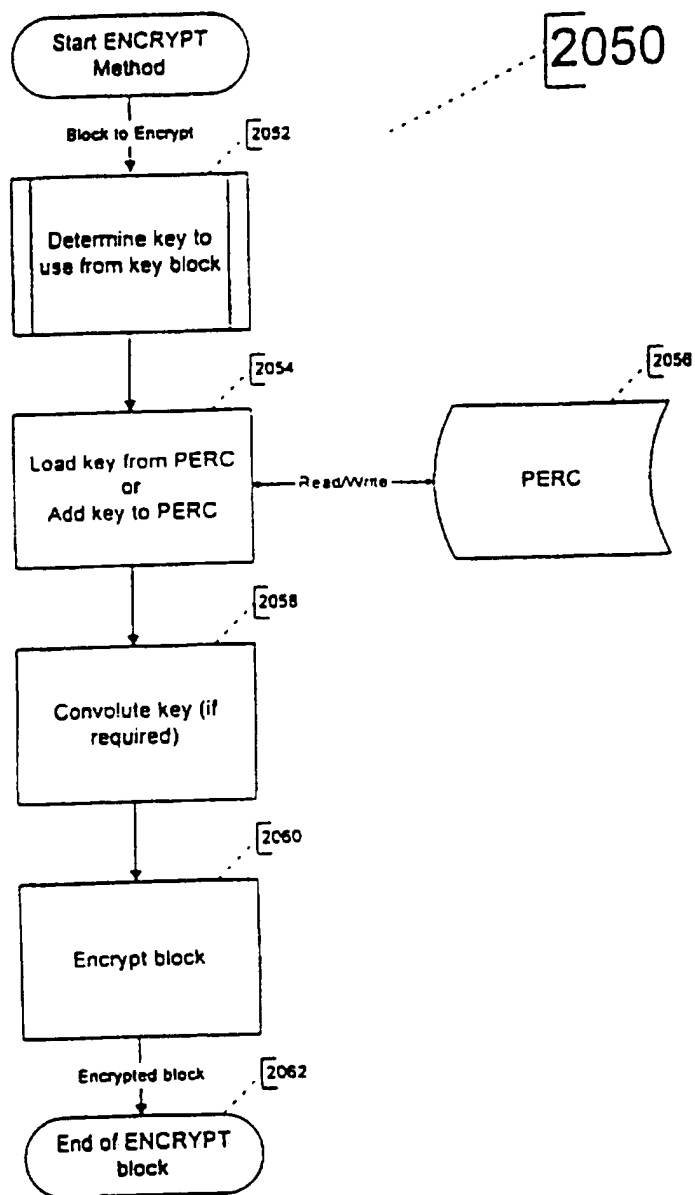 Start ENCRYPT
Method
2050
Block to Encrypt
2052
Determine key to
use from key block
2054
2056
Load key from PERC
or
Add key to PERC
Read/Write
PERC
2058
Convolute key (if
required)
2060
Encrypt block
Encrypted block
2062
End of ENCRYPT
block